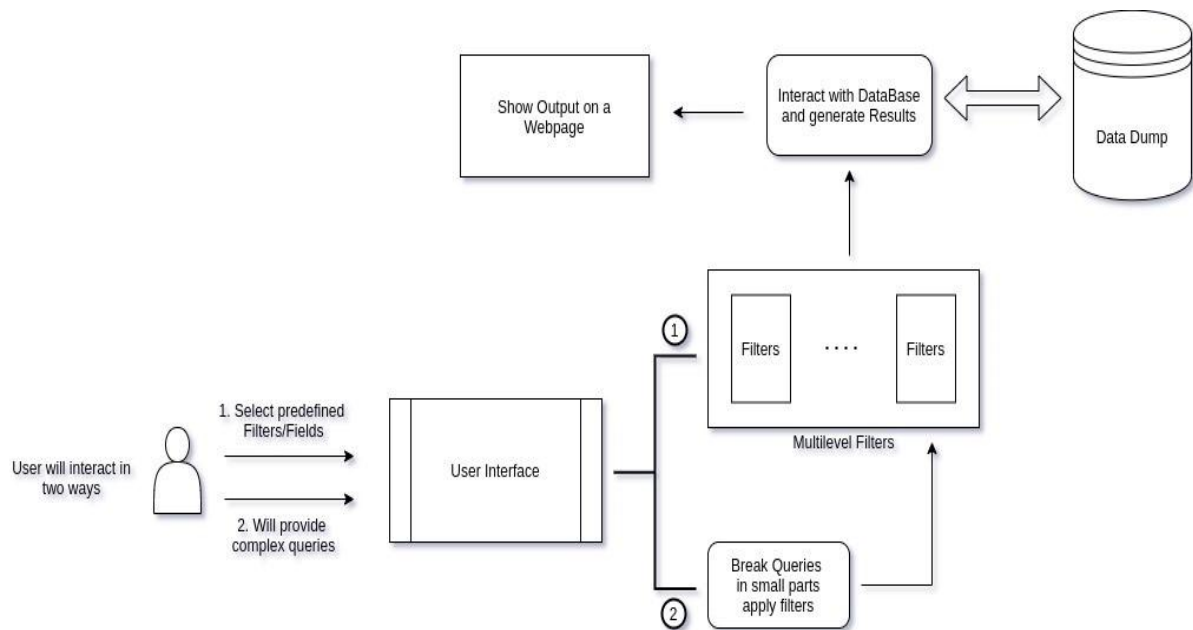 Show Output on a
Webpage
Interact with DataBase
and generate Results
Data Dump
1
Filters
....
Filters
Multilevel Filters
User will interact in
two ways
1. Select predefined
Filters/Fields
2. Will provide
complex queries
User Interface
2
Break Queries
in small parts
apply filters